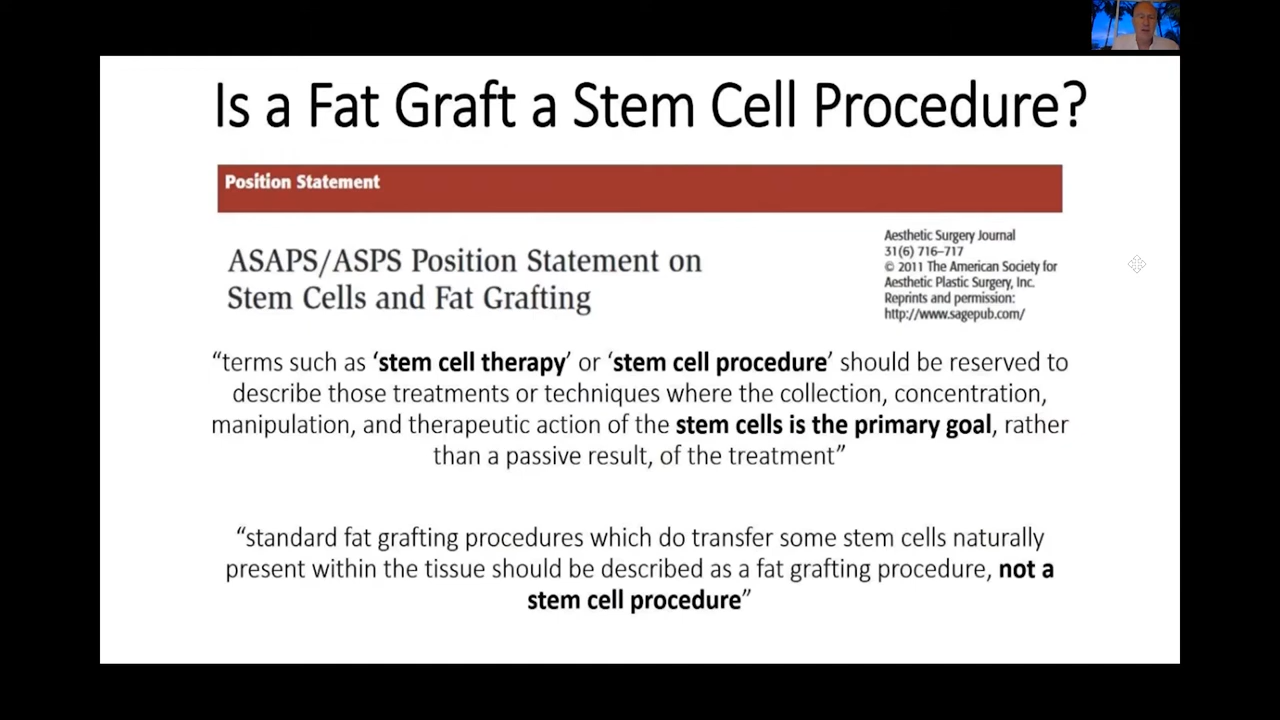 Is a Fat Graft a Stem Cell Procedure?
Position Statement
ASAPS/ASPS Position Statement on
Stem Cells and Fat Grafting
Aesthetic Surgery Journal
31(6) 716–717
© 2011 The American Society for
Aesthetic Plastic Surgery, Inc.
Reprints and permission:
http://www.sagepub.com/
“terms such as ‘stem cell therapy’ or ‘stem cell procedure’ should be reserved to
describe those treatments or techniques where the collection, concentration,
manipulation, and therapeutic action of the stem cells is the primary goal, rather
than a passive result, of the treatment”
“standard fat grafting procedures which do transfer some stem cells naturally
present within the tissue should be described as a fat grafting procedure, not a
stem cell procedure”